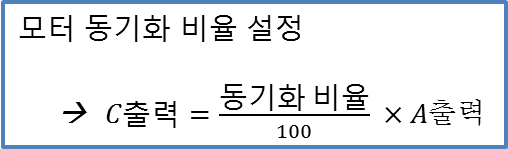 모터 동기화 비율 설정
→ C출력 = 동기화 비율/100 × A출력